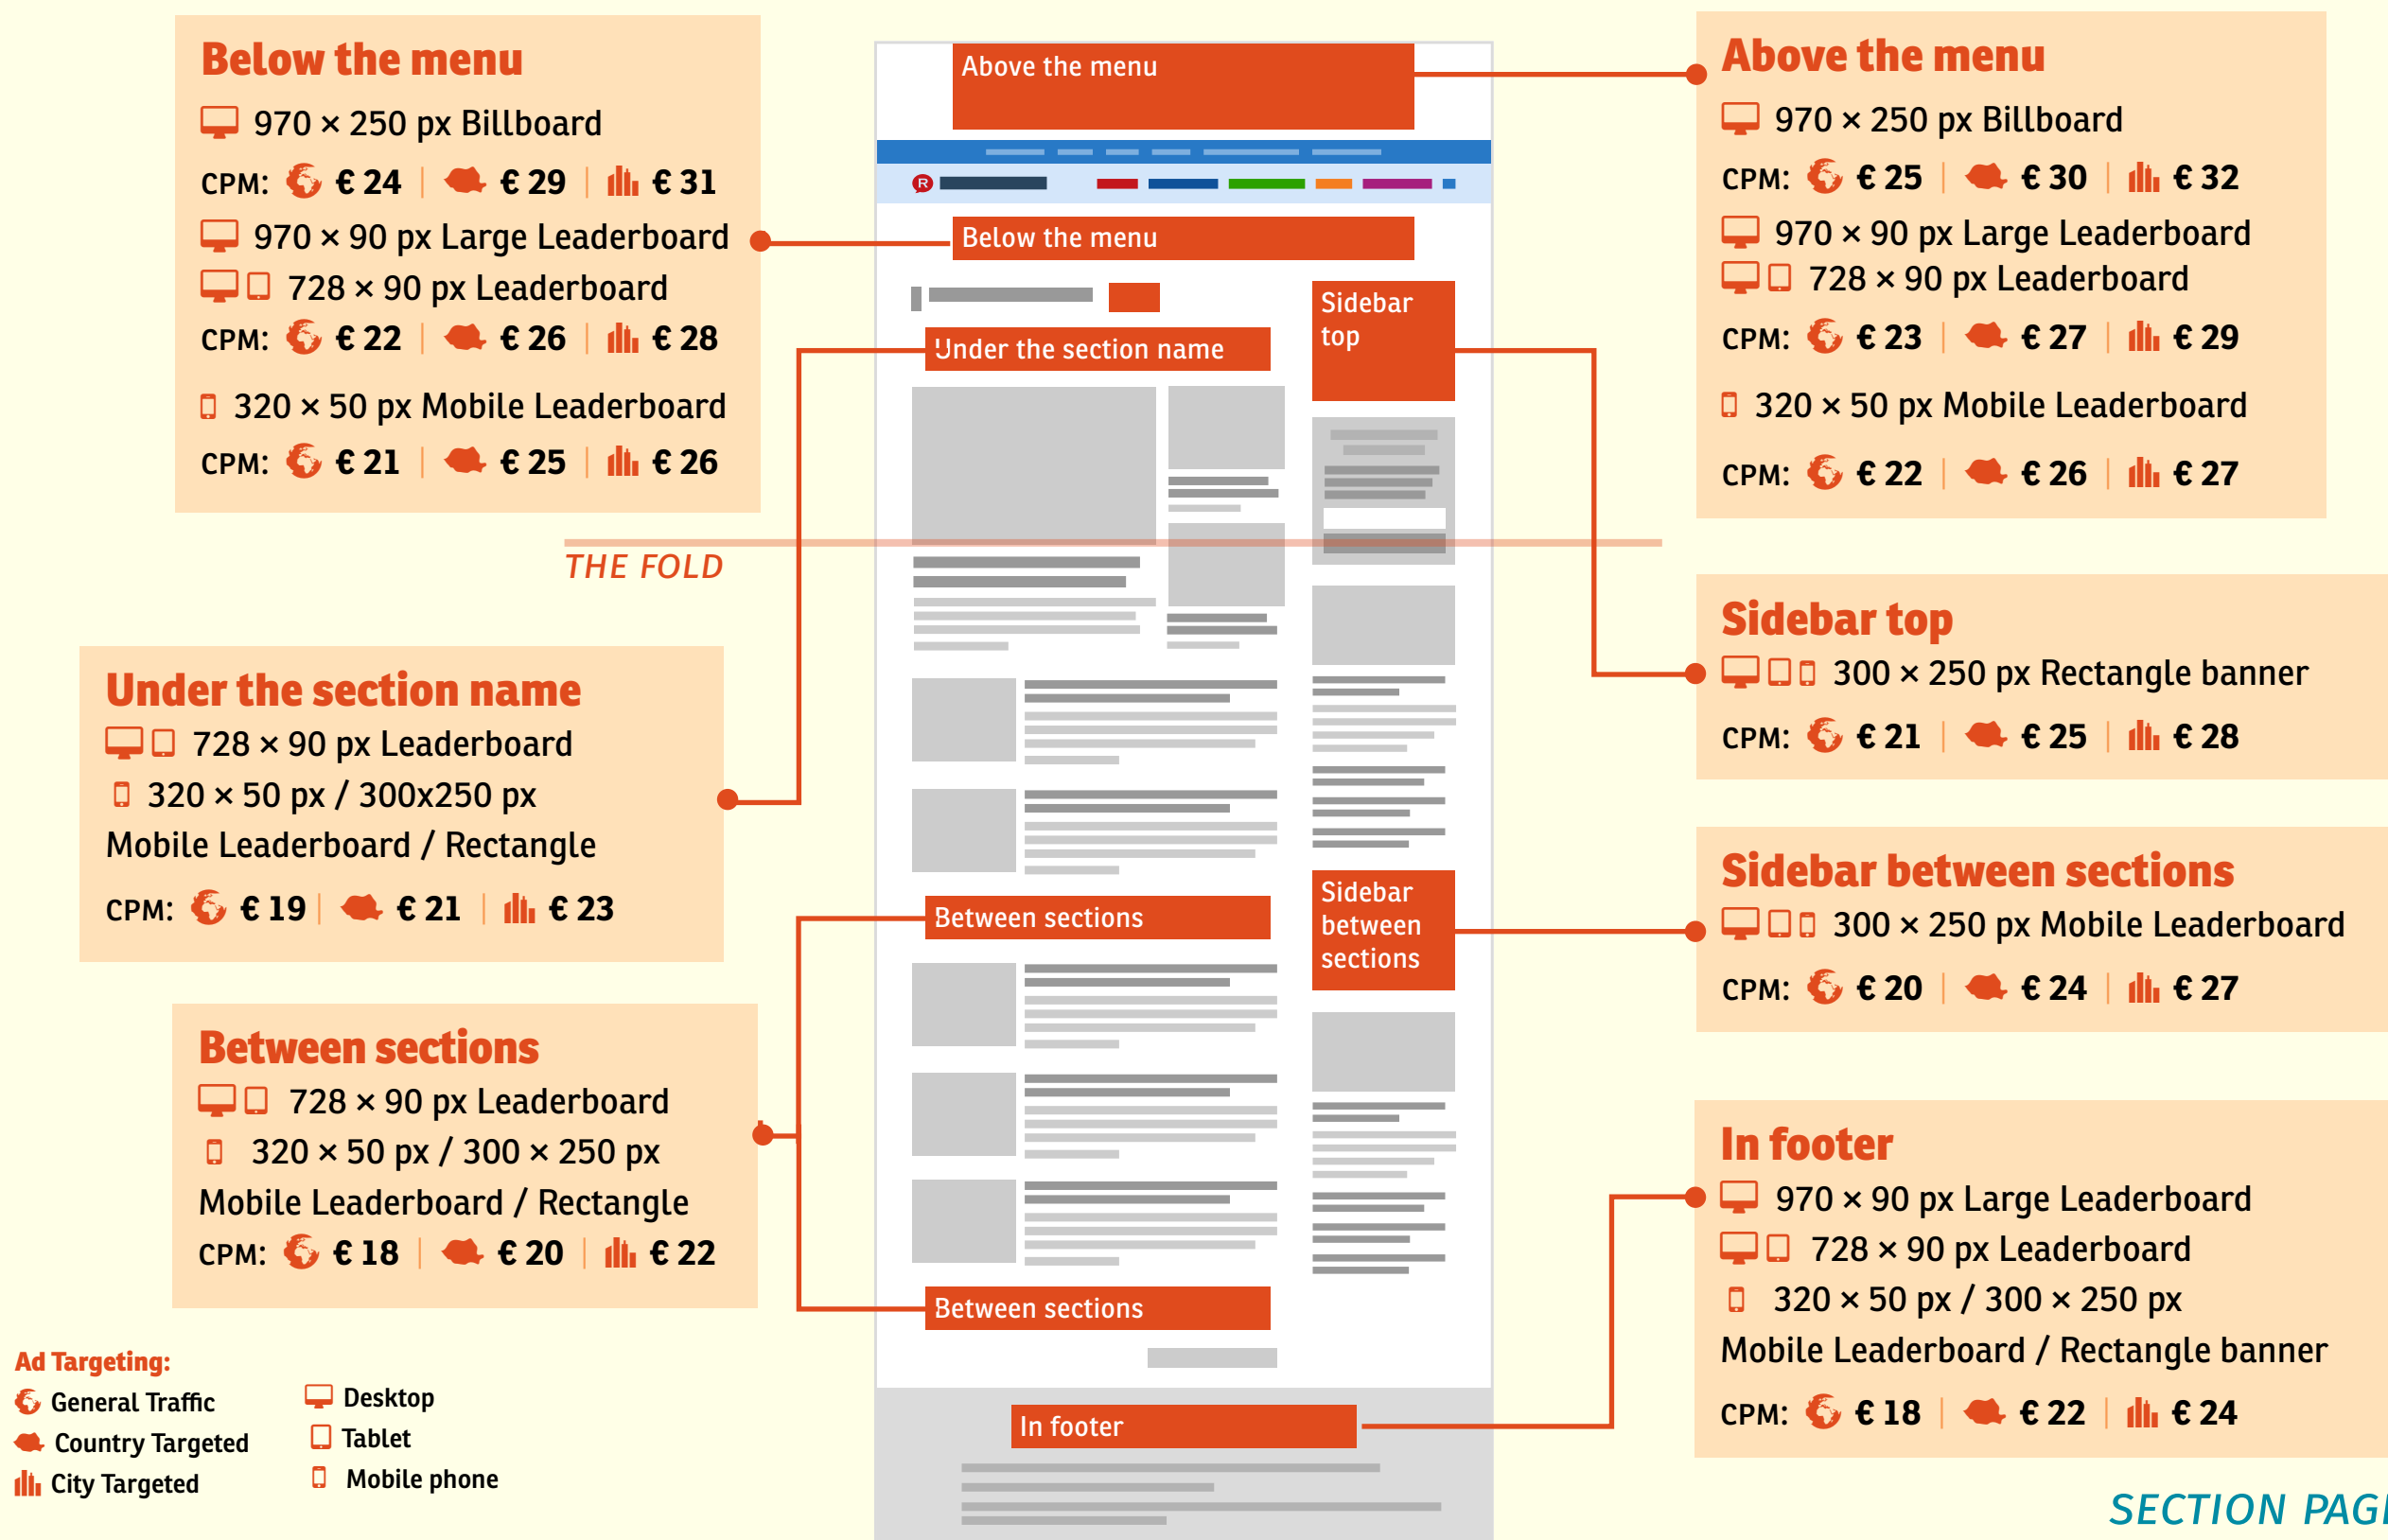 Below the menu
970 × 250 px Billboard
CPM: € 24 | € 29 | € 31
970 × 90 px Large Leaderboard
728 × 90 px Leaderboard
CPM: € 22 | € 26 | € 28
320 × 50 px Mobile Leaderboard
CPM: € 21 | € 25 | € 26
THE FOLD
Under the section name
728 × 90 px Leaderboard
320 × 50 px / 300x250 px
Mobile Leaderboard / Rectangle
CPM: € 19 | € 21 | € 23
Between sections
728 × 90 px Leaderboard
320 × 50 px / 300 × 250 px
Mobile Leaderboard / Rectangle
CPM: € 18 | € 20 | € 22
Ad Targeting:
General Traffic
Country Targeted
City Targeted
Desktop
Tablet
Mobile phone
Above the menu
R
Below the menu
Sidebar
top
Under the section name
Between sections
Sidebar
between
sections
Between sections
In footer
Above the menu
970 × 250 px Billboard
CPM: € 25 | € 30 | € 32
970 × 90 px Large Leaderboard
728 × 90 px Leaderboard
CPM: € 23 | € 27 | € 29
320 × 50 px Mobile Leaderboard
CPM: € 22 | € 26 | € 27
Sidebar top
300 × 250 px Rectangle banner
CPM: € 21 | € 25 | € 28
Sidebar between sections
300 × 250 px Mobile Leaderboard
CPM: € 20 | € 24 | € 27
In footer
970 × 90 px Large Leaderboard
728 × 90 px Leaderboard
320 × 50 px / 300 × 250 px
Mobile Leaderboard / Rectangle banner
CPM: € 18 | € 22 | € 24
SECTION PAGE